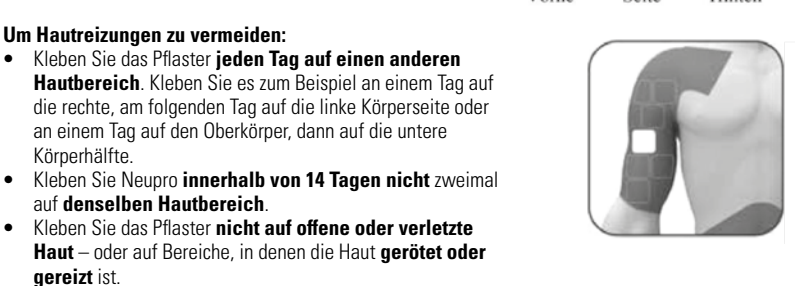 Um Hautreizungen zu vermeiden:
• Kleben Sie das Pflaster jeden Tag auf einen anderen
Hautbereich. Kleben Sie es zum Beispiel an einem Tag auf
die rechte, am folgenden Tag auf die linke Körperseite oder
an einem Tag auf den Oberkörper, dann auf die untere
Körperhälfte.
• Kleben Sie Neupro innerhalb von 14 Tagen nicht zweimal
auf denselben Hautbereich.
• Kleben Sie das Pflaster nicht auf offene oder verletzte
Haut – oder auf Bereiche, in denen die Haut gerötet oder
gereizt ist.